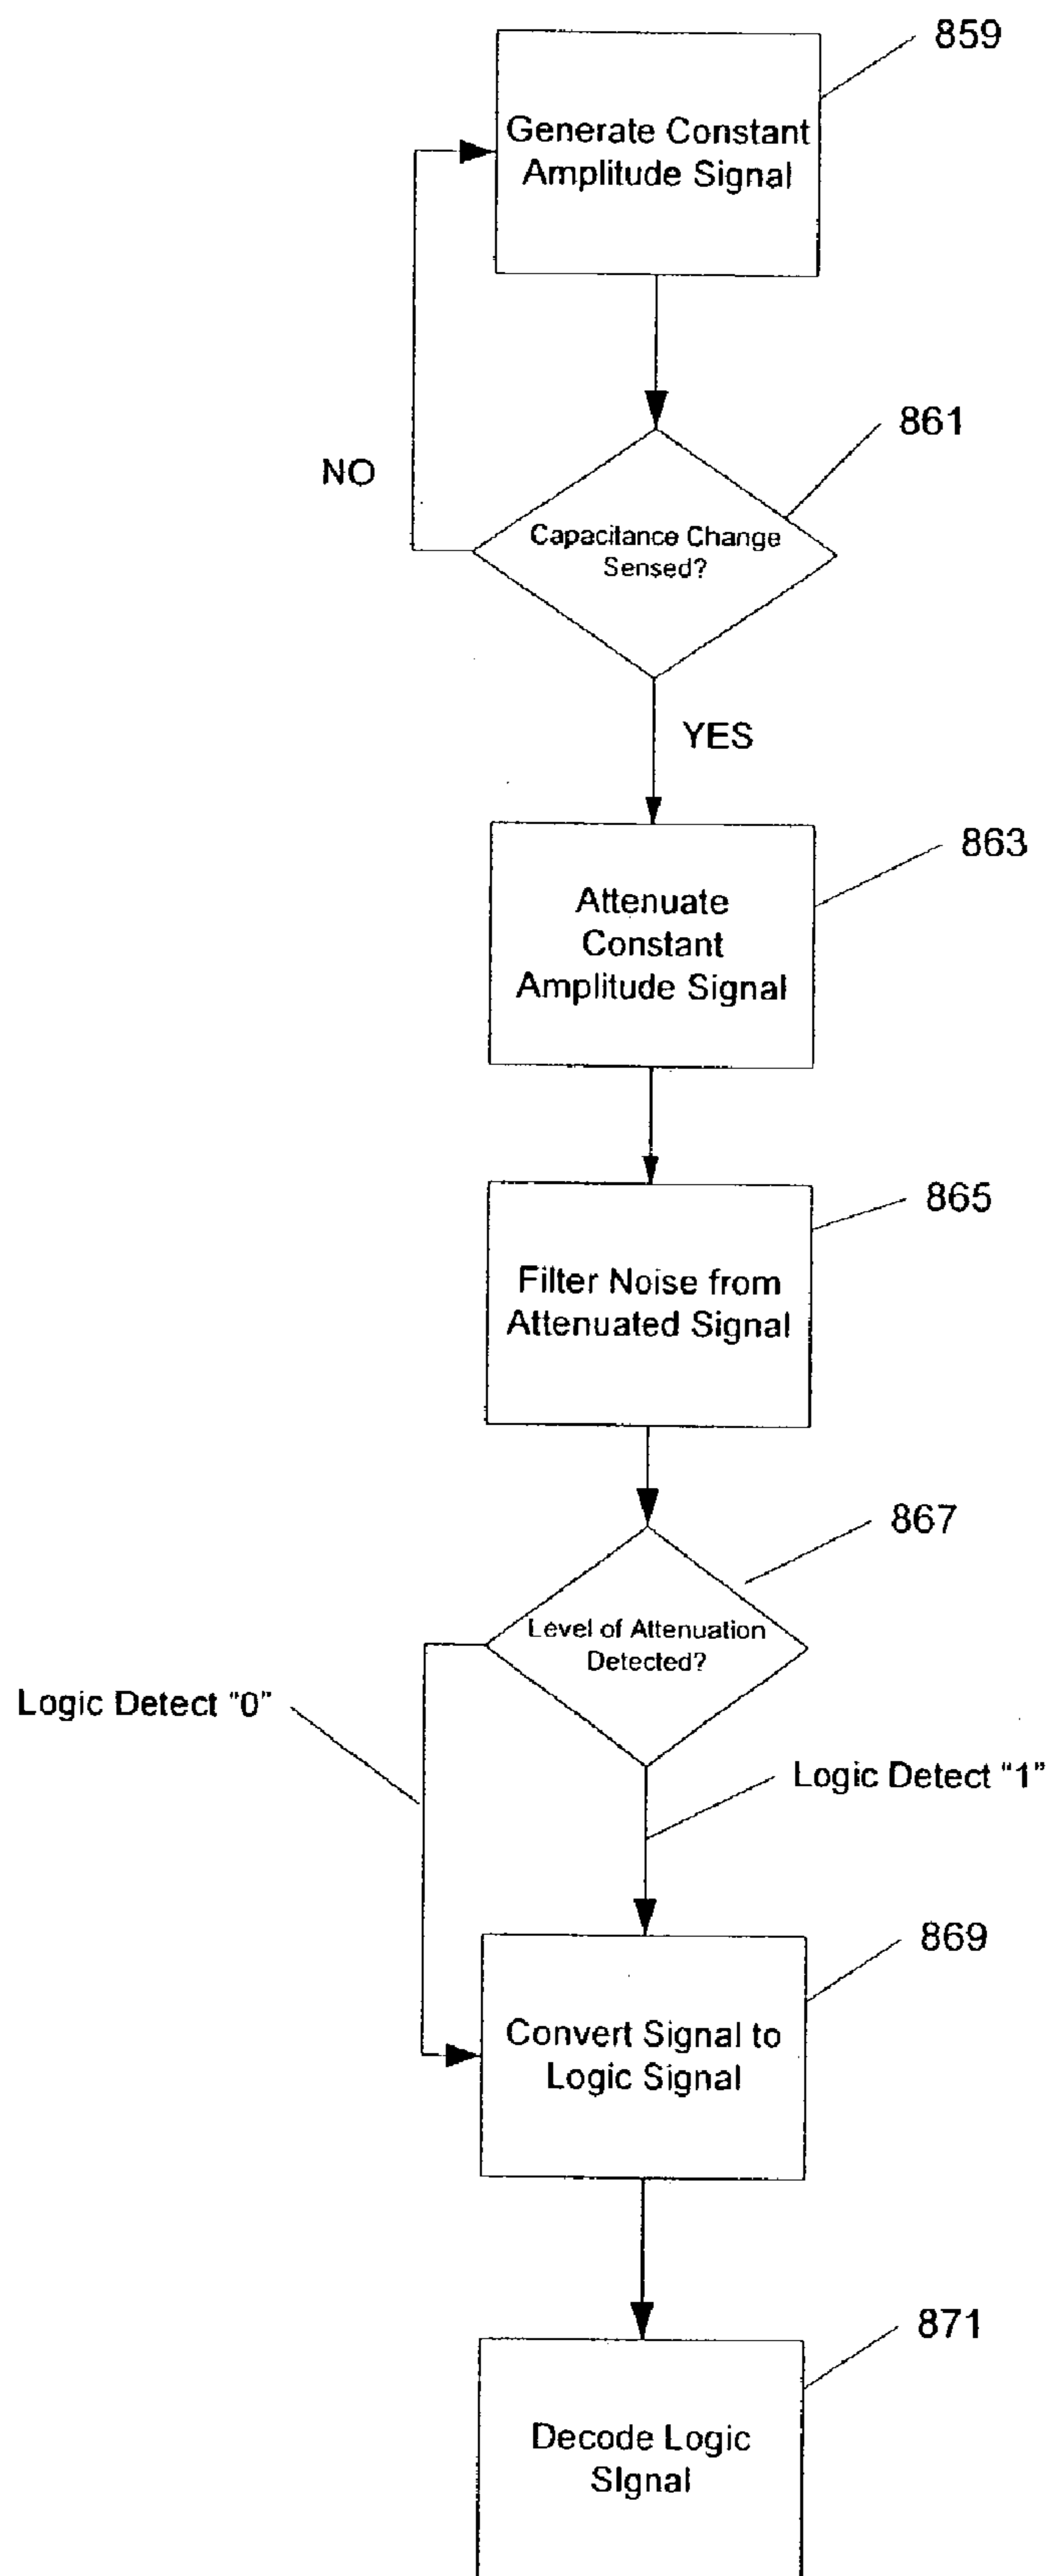 859
Generate Constant
Amplitude Signal
861
NO
Capacitance Change
Sensed?
YES
863
Attenuate
Constant
Amplitude Signal
865
Filter Noise from
Attenuated Signal
867
Level of Attenuation
Detected?
Logic Detect "0"
Logic Detect "1"
869
Convert Signal to
Logic Signal
871
Decode Logic
SIgnal